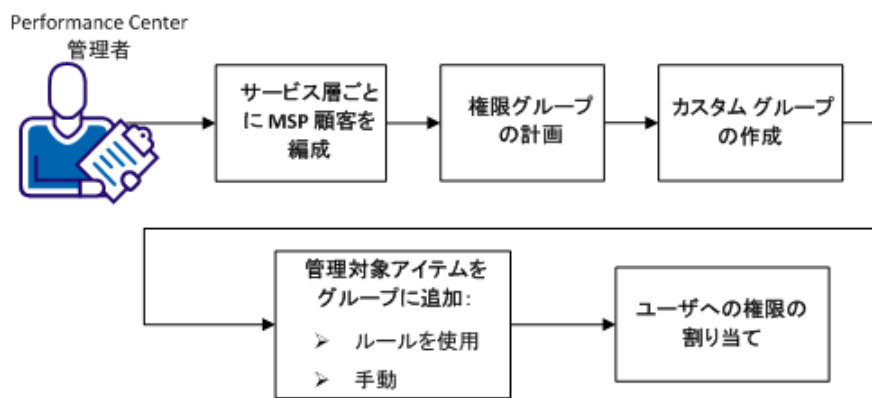 Performance Center
管理者
サービス層ごと
に MSP 顧客を
編成
権限グループ
の計画
カスタム グループ
の作成
管理対象アイテムを
グループに追加:
➢ ルールを使用
➢ 手動
ユーザへの権限の
割り当て